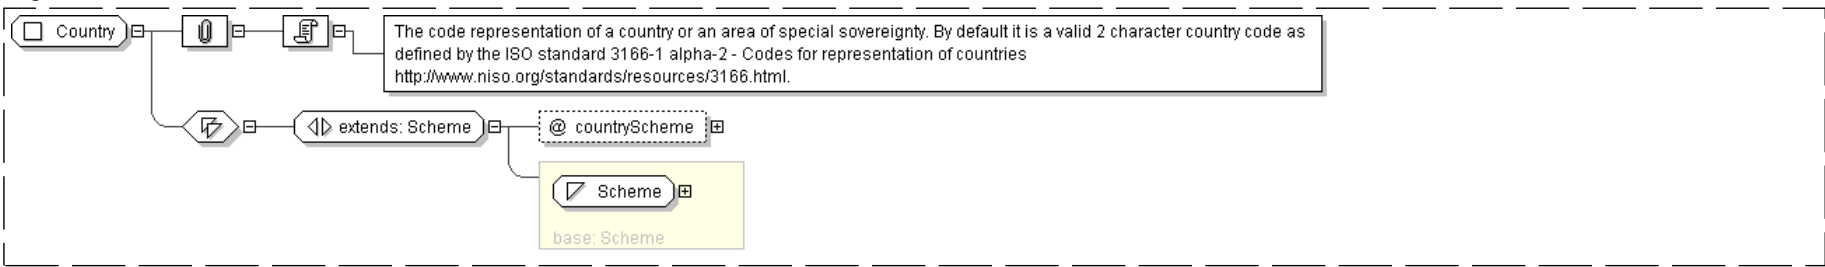 Country
The code representation of a country or an area of special sovereignty. By default it is a valid 2 character country code as
defined by the ISO standard 3166-1 alpha-2 - Codes for representation of countries
http://www.niso.org/standards/resources/3166.html.
extends: Scheme
@ countryScheme
Scheme
base: Scheme